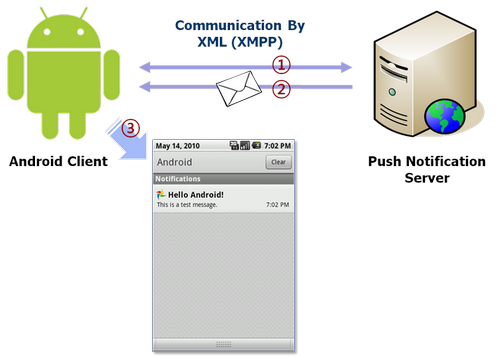 Communication By
XML (XMPP)
①
②
③
Android Client
Push Notification
Server
May 14, 2010 7:02 PM
Android Clear
Notifications
Hello Android!
This is a test message. 7:02 PM